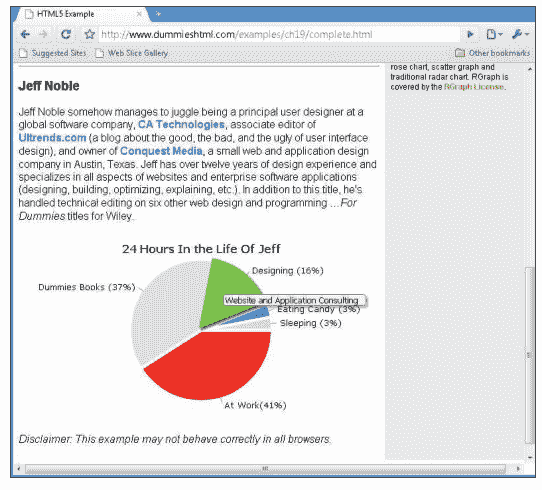 HTML5 Example
http://www.dummieshtml.com/examples/ch19/complete.html
Suggested Sites Web Slice Gallery Other bookmarks
rose chart, scatter graph and
traditional radar chart. RGraph is
covered by the RGraph License.
Jeff Noble
Jeff Noble somehow manages to juggle being a principal user designer at a
global software company, CA Technologies, associate editor of
UItrends.com (a blog about the good, the bad, and the ugly of user interface
design), and owner of Conquest Media, a small web and application design
company in Austin, Texas. Jeff has over twelve years of design experience and
specializes in all aspects of websites and enterprise software applications
(designing, building, optimizing, explaining, etc.). In addition to this title, he's
handled technical editing on six other web design and programming ...For
Dummies titles for Wiley.
24 Hours In the Life Of Jeff
Designing (16%)
Dummies Books (37%)
Website and Application Consulting
Eating Candy (3%)
Sleeping (3%)
At Work(41%)
Disclaimer: This example may not behave correctly in all browsers.